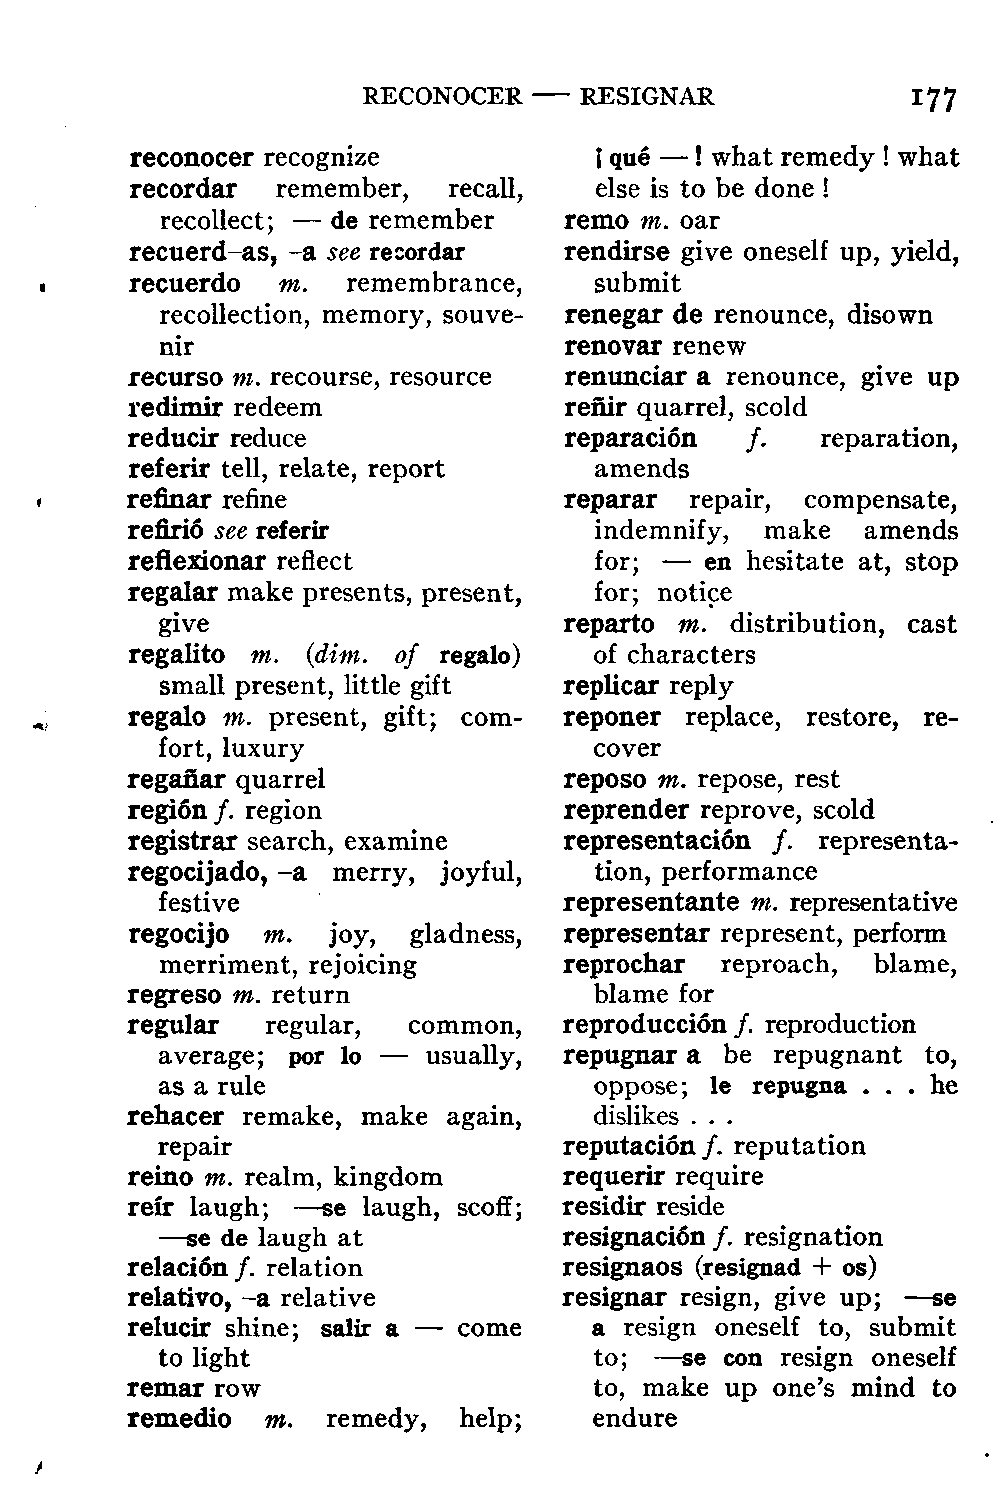 RECONOCER — RESIGNAR 177
reconocer recognize
recordar remember, recall,
recollect; — de remember
recuerd–as, –a see recordar
recuerdo m. remembrance,
recollection, memory, souve-
nir
recurso m. recourse, resource
redimir redeem
reducir reduce
referir tell, relate, report
refinar refine
refirió see referir
reflexionar reflect
regalar make presents, present,
give
regalito m. (dim. of regalo)
small present, little gift
regalo m. present, gift; com-
fort, luxury
regañar quarrel
región f. region
registrar search, examine
regocijado, –a merry, joyful,
festive
regocijo m. joy, gladness,
merriment, rejoicing
regreso m. return
regular regular, common,
average; por lo — usually,
as a rule
rehacer remake, make again,
repair
reino m. realm, kingdom
reír laugh; —se laugh, scoff;
—se de laugh at
relación f. relation
relativo, –a relative
relucir shine; salir a — come
to light
remar row
remedio m. remedy, help;
¡ qué — ! what remedy ! what
else is to be done !
remo m. oar
rendirse give oneself up, yield,
submit
renegar de renounce, disown
renovar renew
renunciar a renounce, give up
reñir quarrel, scold
reparación f. reparation,
amends
reparar repair, compensate,
indemnify, make amends
for; — en hesitate at, stop
for; notice
reparto m. distribution, cast
of characters
replicar reply
reponer replace, restore, re-
cover
reposo m. repose, rest
reprender reprove, scold
representación f. representa-
tion, performance
representante m. representative
representar represent, perform
reprochar reproach, blame,
blame for
reproducción f. reproduction
repugnar a be repugnant to,
oppose; le repugna . . . he
dislikes . . .
reputación f. reputation
requerir require
residir reside
resignación f. resignation
resignaos (resignad + os)
resignar resign, give up; —se
a resign oneself to, submit
to; —se con resign oneself
to, make up one's mind to
endure